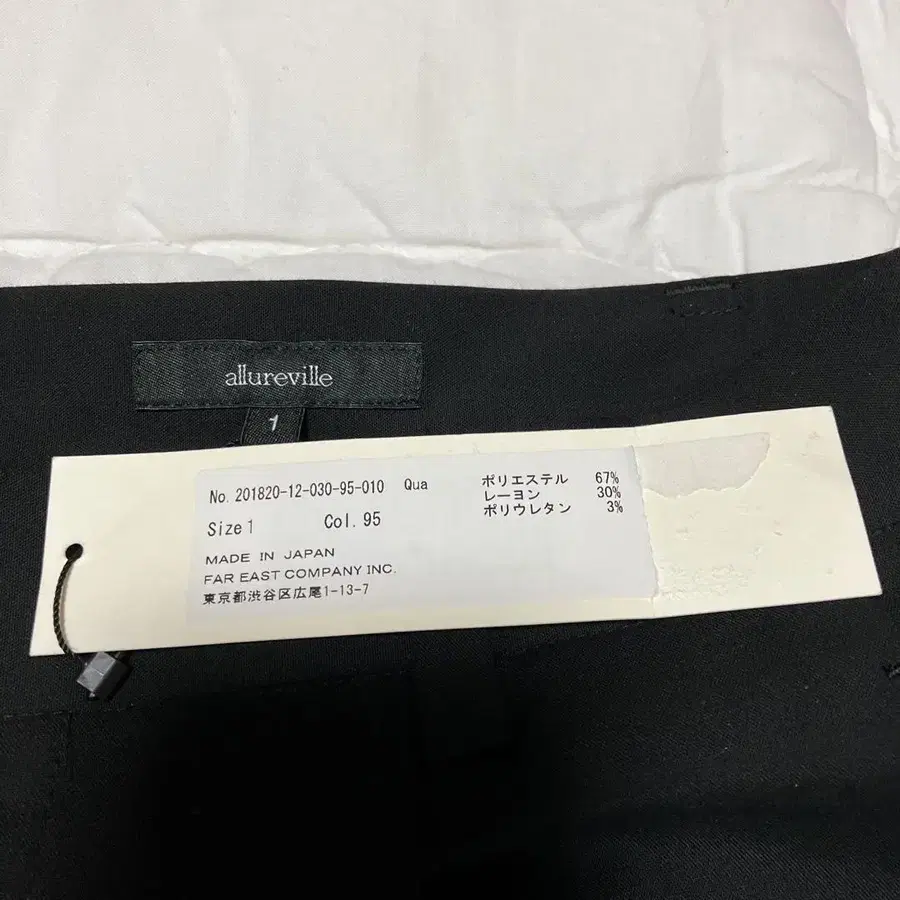 allureville
1
No. 201820-12-030-95-010 Qua
Size 1 Col. 95
MADE IN JAPAN
FAR EAST COMPANY INC.
東京都渋谷区広尾1-13-7
ポリエステル 67%
レーヨン 30%
ポリウレタン 3%